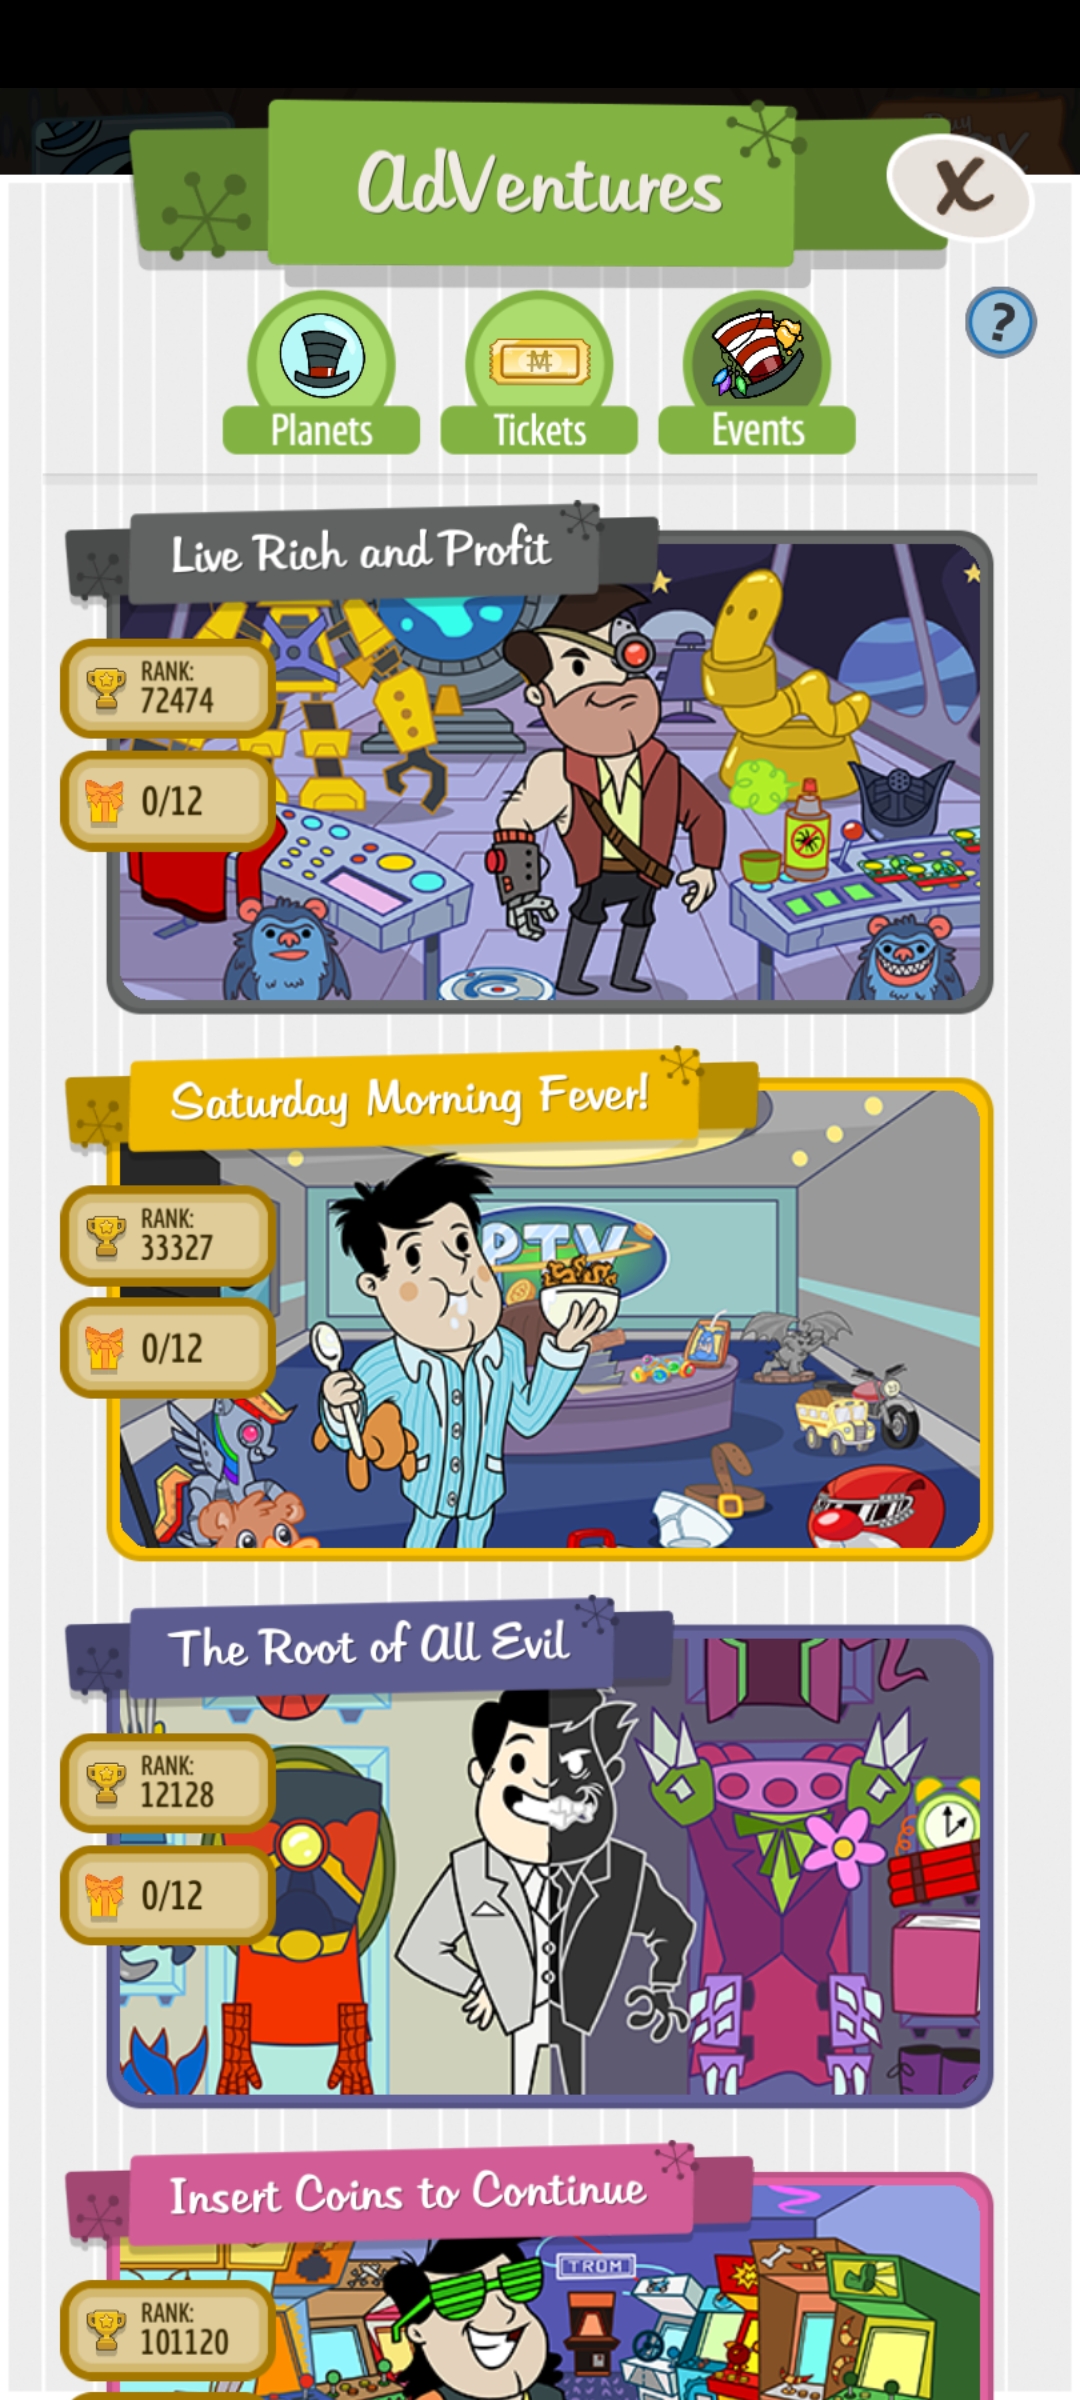 AdVentures
X
?
Planets
Tickets
Events
Live Rich and Profit
RANK:
72474
0/12
Saturday Morning Fever!
RANK:
33327
PTV
0/12
The Root of All Evil
RANK:
12128
0/12
Insert Coins to Continue
TROM
RANK:
101120